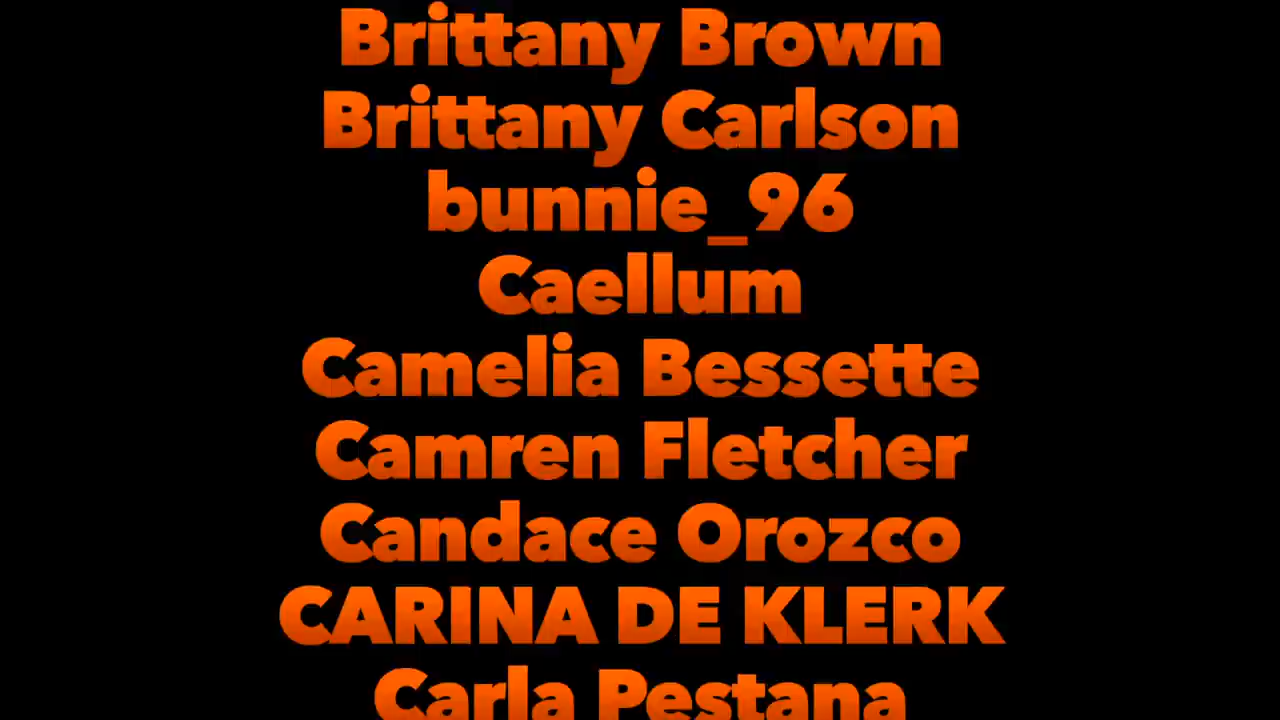 Brittany Brown
Brittany Carlson
bunnie_96
Caellum
Camelia Bessette
Camren Fletcher
Candace Orozco
CARINA DE KLERK
Carla Pestana